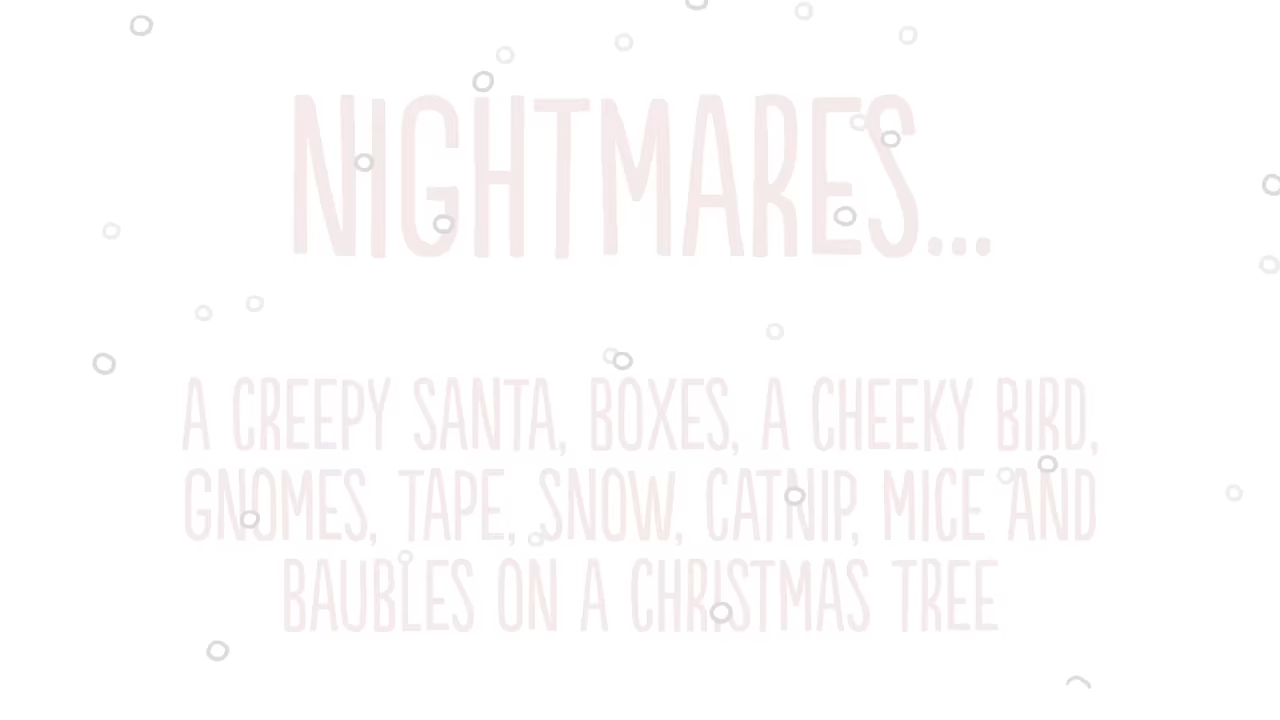 NIGHTMARES...
A CREEPY SANTA, BOXES, A CHEEKY BIRD,
GNOMES, TAPE, SNOW, CATNIP, MICE AND
BAUBLES ON A CHRISTMAS TREE